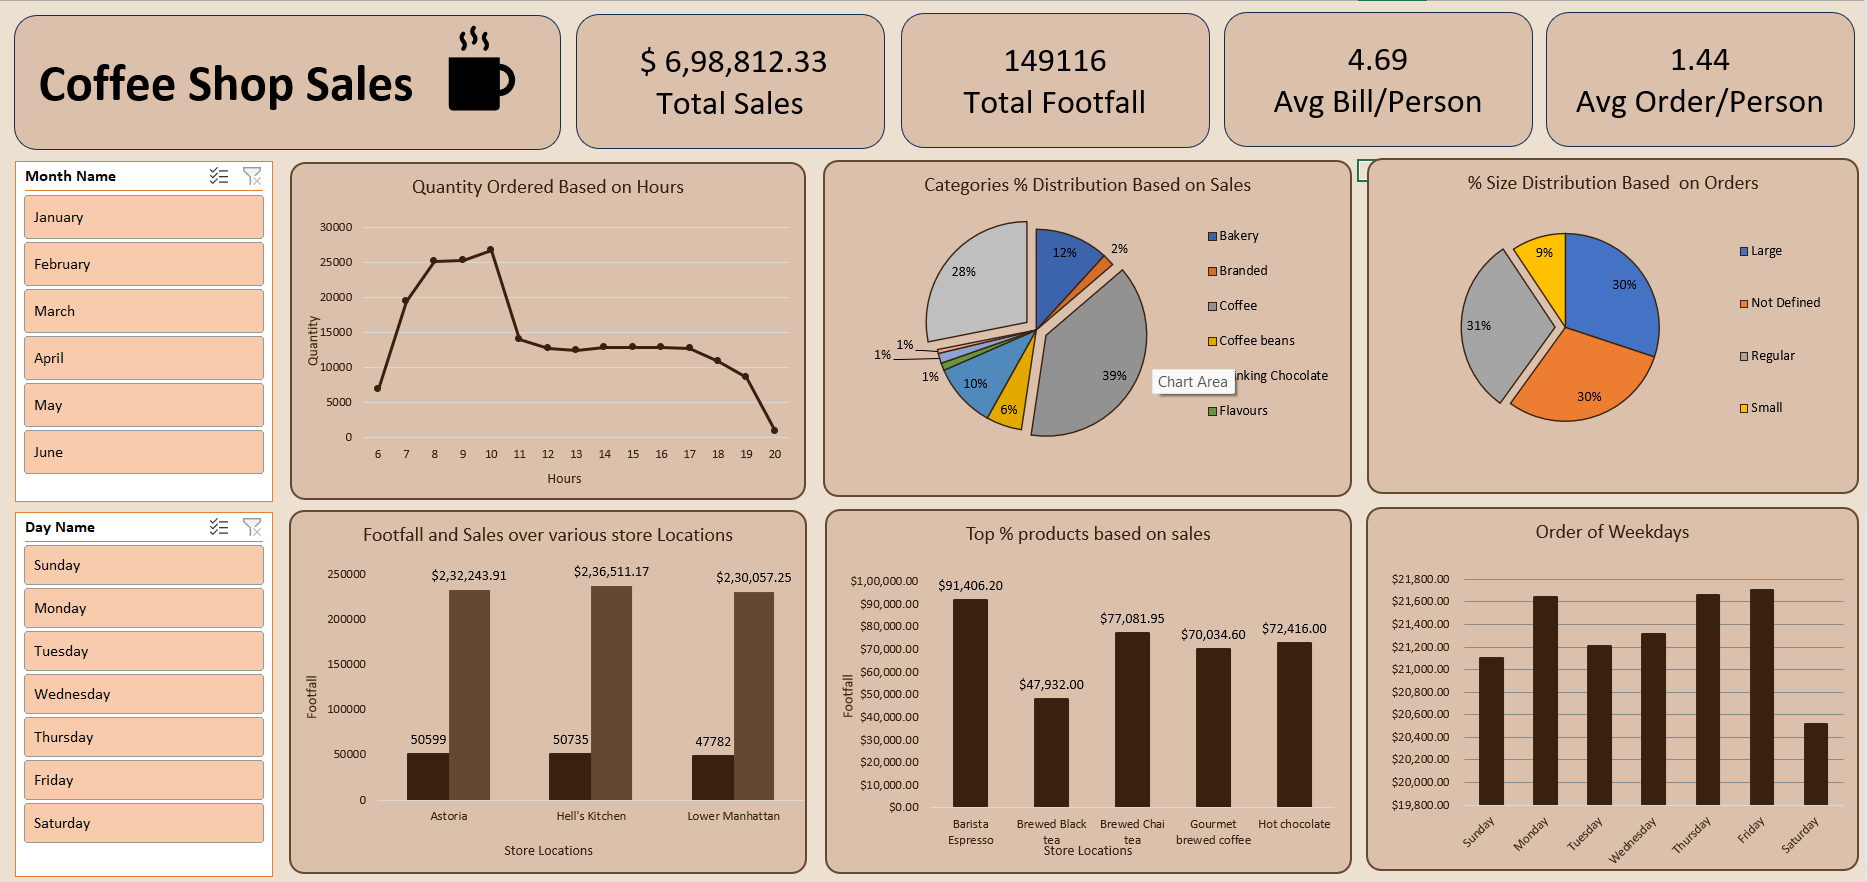 Coffee Shop Sales
$ 6,98,812.33
Total Sales
149116
Total Footfall
4.69
Avg Bill/Person
1.44
Avg Order/Person
Month Name
January
February
March
April
May
June
Quantity Ordered Based on Hours
30000
25000
20000
15000
10000
5000
0
Quantity
6 7 8 9 10 11 12 13 14 15 16 17 18 19 20
Hours
Categories % Distribution Based on Sales
12%
2%
39%
6%
10%
1%
1%
1%
28%
Bakery
Branded
Coffee
Coffee beans
inking Chocolate
Flavours
Chart Area
% Size Distribution Based  on Orders
30%
30%
31%
9%
Large
Not Defined
Regular
Small
Day Name
Sunday
Monday
Tuesday
Wednesday
Thursday
Friday
Saturday
Footfall and Sales over various store Locations
250000
200000
150000
100000
50000
0
Footfall
$2,32,243.91
$2,36,511.17
$2,30,057.25
50599
50735
47782
Astoria
Hell's Kitchen
Lower Manhattan
Store Locations
Top % products based on sales
$1,00,000.00
$90,000.00
$80,000.00
$70,000.00
$60,000.00
$50,000.00
$40,000.00
$30,000.00
$20,000.00
$10,000.00
$0.00
Footfall
$91,406.20
$47,932.00
$77,081.95
$70,034.60
$72,416.00
Barista
Espresso
Brewed Black
tea
Brewed Chai
tea
Gourmet
brewed coffee
Hot chocolate
Store Locations
Order of Weekdays
$21,800.00
$21,600.00
$21,400.00
$21,200.00
$21,000.00
$20,800.00
$20,600.00
$20,400.00
$20,200.00
$20,000.00
$19,800.00
Sunday
Monday
Tuesday
Wednesday
Thursday
Friday
Saturday